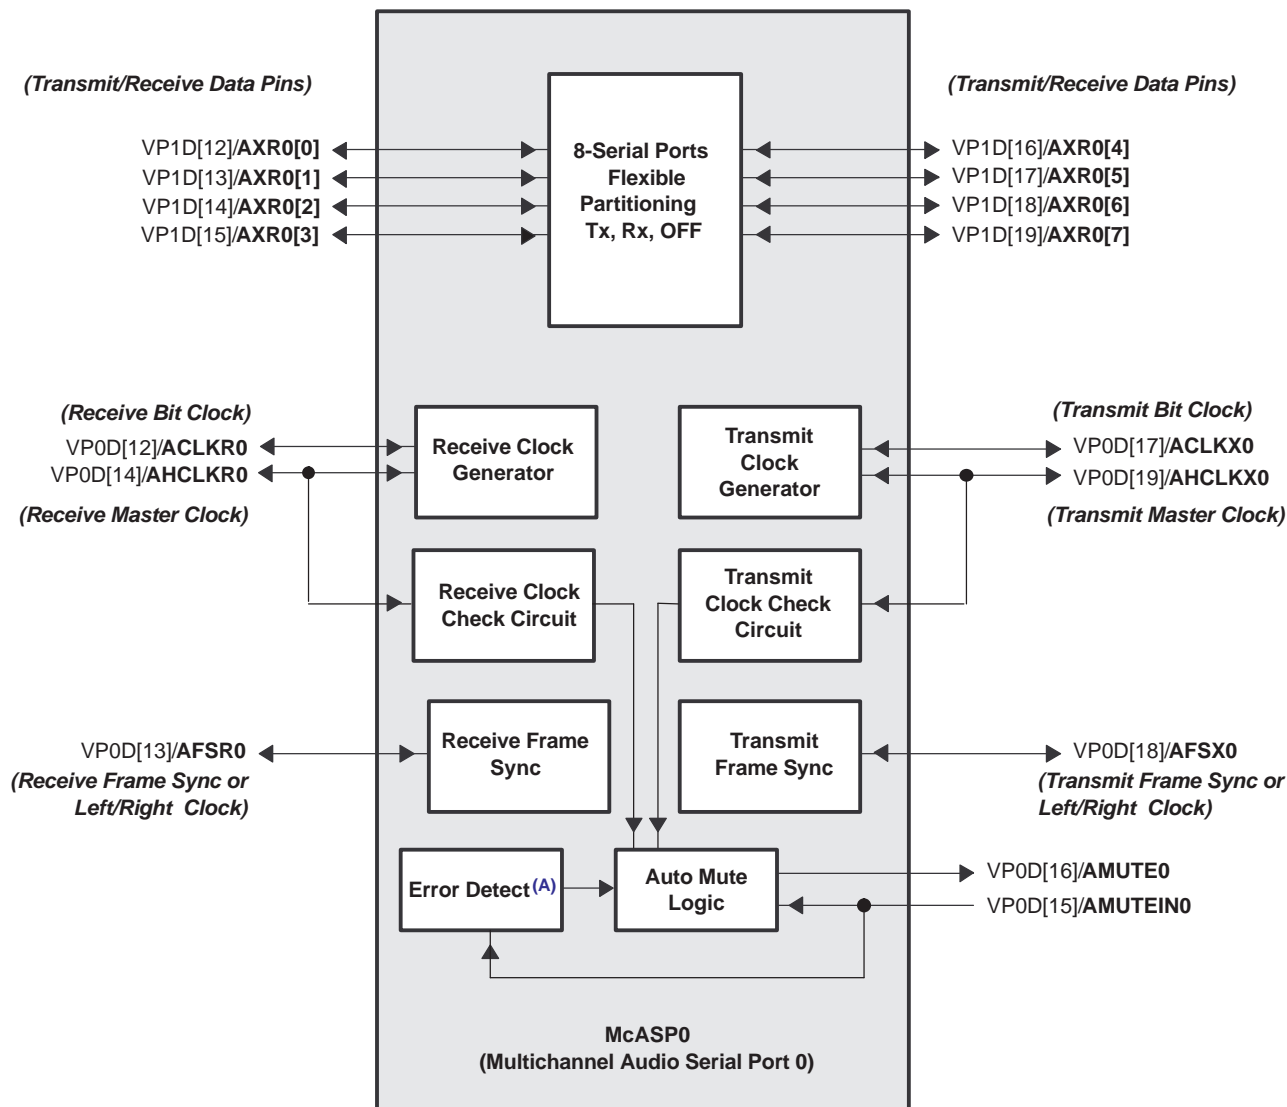 (Transmit/Receive Data Pins)
VP1D[12]/AXR0[0]
VP1D[13]/AXR0[1]
VP1D[14]/AXR0[2]
VP1D[15]/AXR0[3]
8-Serial Ports
Flexible
Partitioning
Tx, Rx, OFF
(Transmit/Receive Data Pins)
VP1D[16]/AXR0[4]
VP1D[17]/AXR0[5]
VP1D[18]/AXR0[6]
VP1D[19]/AXR0[7]
(Receive Bit Clock)
VP0D[12]/ACLKR0
VP0D[14]/AHCLKR0
(Receive Master Clock)
Receive Clock
Generator
Transmit
Clock
Generator
(Transmit Bit Clock)
VP0D[17]/ACLKX0
VP0D[19]/AHCLKX0
(Transmit Master Clock)
Receive Clock
Check Circuit
Transmit
Clock Check
Circuit
VP0D[13]/AFSR0
(Receive Frame Sync or
Left/Right Clock)
Receive Frame
Sync
Transmit
Frame Sync
VP0D[18]/AFSX0
(Transmit Frame Sync or
Left/Right Clock)
Error Detect(A)
Auto Mute
Logic
VP0D[16]/AMUTE0
VP0D[15]/AMUTEIN0
McASP0
(Multichannel Audio Serial Port 0)